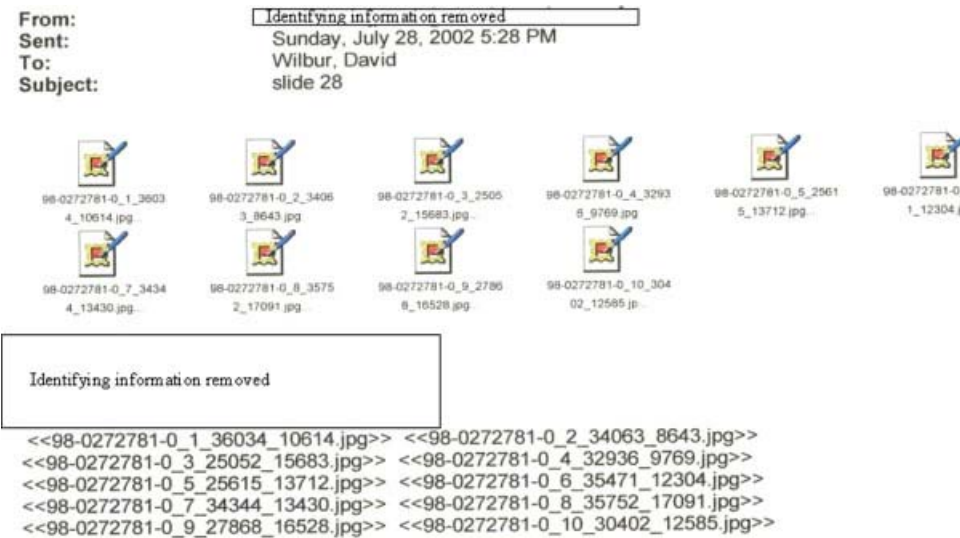 From: Identifying information removed
Sent: Sunday, July 28, 2002 5:28 PM
To: Wilbur, David
Subject: slide 28
98-0272781-0_1_3603 98-0272781-0_2_3406 98-0272781-0_3_2505 98-0272781-0_4_3293 98-0272781-0_5_2561 98-0272781-0
4_10614.jpg... 3_8643.jpg 2_15683.jpg... 6_9769.jpg 5_13712.jpg... 1_12304.j
98-0272781-0_7_3434 98-0272781-0_8_3575 98-0272781-0_9_2786 98-0272781-0_10_304
4_13430.jpg... 2_17091.jpg... 8_16528.jpg... 02_12585.jp...
Identifying information removed
<<98-0272781-0_1_36034_10614.jpg>> <<98-0272781-0_2_34063_8643.jpg>>
<<98-0272781-0_3_25052_15683.jpg>> <<98-0272781-0_4_32936_9769.jpg>>
<<98-0272781-0_5_25615_13712.jpg>> <<98-0272781-0_6_35471_12304.jpg>>
<<98-0272781-0_7_34344_13430.jpg>> <<98-0272781-0_8_35752_17091.jpg>>
<<98-0272781-0_9_27868_16528.jpg>> <<98-0272781-0_10_30402_12585.jpg>>